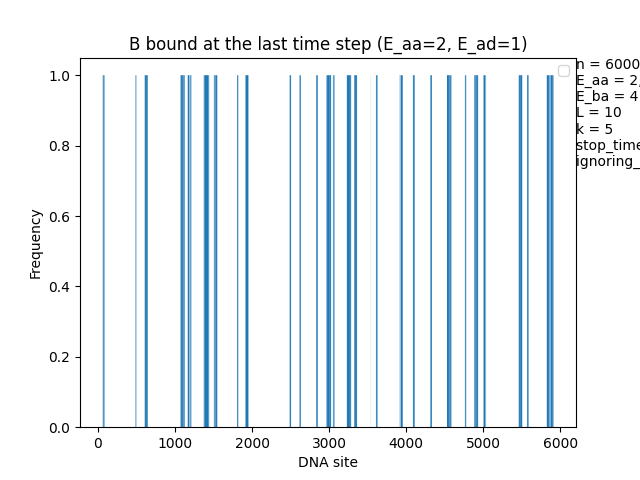 B bound at the last time step (E_aa=2, E_ad=1)
n = 6000
E_aa = 2,
E_ba = 4
L = 10
k = 5
stop_time
ignoring_
1.0
0.8
0.6
0.4
0.2
0.0
Frequency
0
1000
2000
3000
4000
5000
6000
DNA site